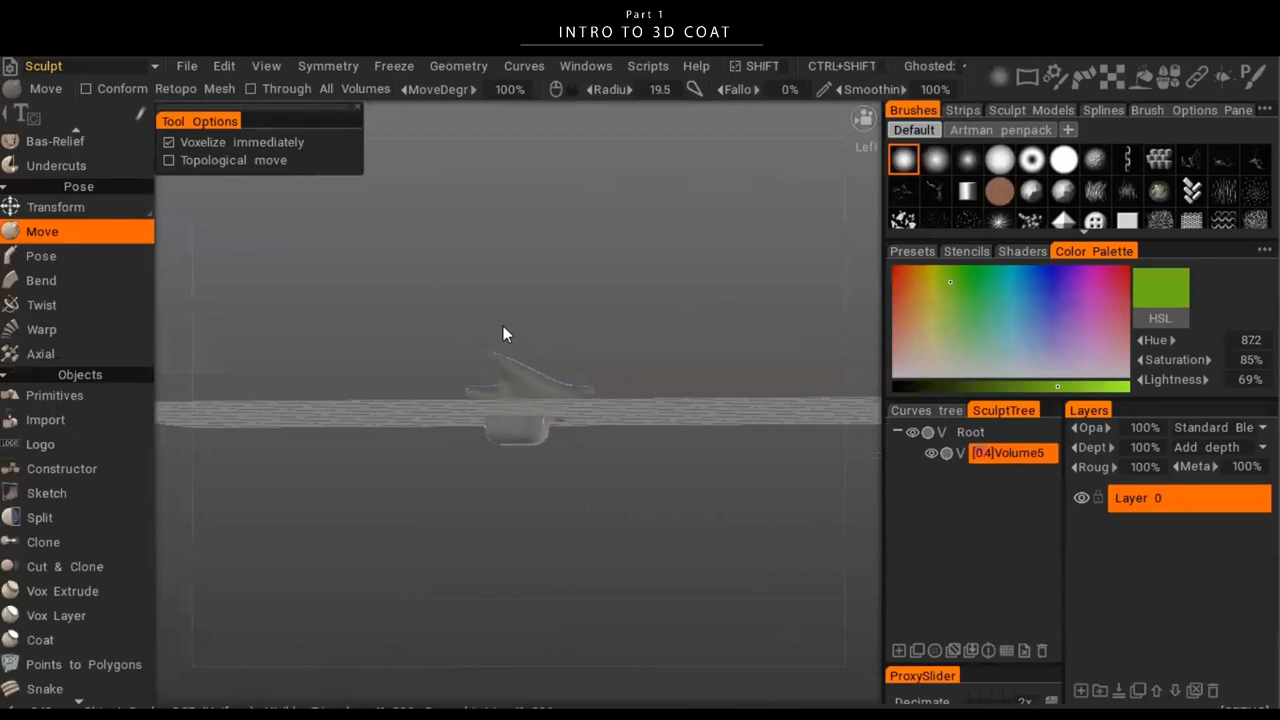 Part 1
INTRO TO 3D COAT
Sculpt File Edit View Symmetry Freeze Geometry Curves Windows Scripts Help SHIFT CTRL+SHIFT Ghosted:
Move Conform Retopo Mesh Through All Volumes MoveDegr 100% Radiu 19.5 Fallo 0% Smoothin 100%
Tool Options
Voxelize immediately
Topological move
Left
Bas-Relief
Undercuts
Pose
Transform
Move
Pose
Bend
Twist
Warp
Axial
Objects
Primitives
Import
Logo
Constructor
Sketch
Split
Clone
Cut & Clone
Vox Extrude
Vox Layer
Coat
Points to Polygons
Snake
Brushes Strips Sculpt Models Splines Brush Options Pane
Default Artman penpack
Presets Stencils Shaders Color Palette
HSL
Hue 87.2
Saturation 85%
Lightness 69%
Curves tree SculptTree
V Root
V [0.4]Volume5
Layers
Opa 100% Standard Ble
Dept 100% Add depth
Roug 100% Meta 100%
Layer 0
ProxySlider
Decimate 2x